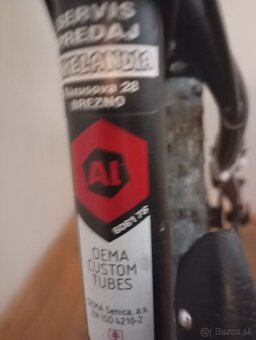 SERVIS
PREDAJ
KELANDIA
Rázusova 28
BREZNO
Al
6061 T6
DEMA
CUSTOM
TUBES
DEMA Senica, a.s.
EN ISO 4210-2
Bazos.sk